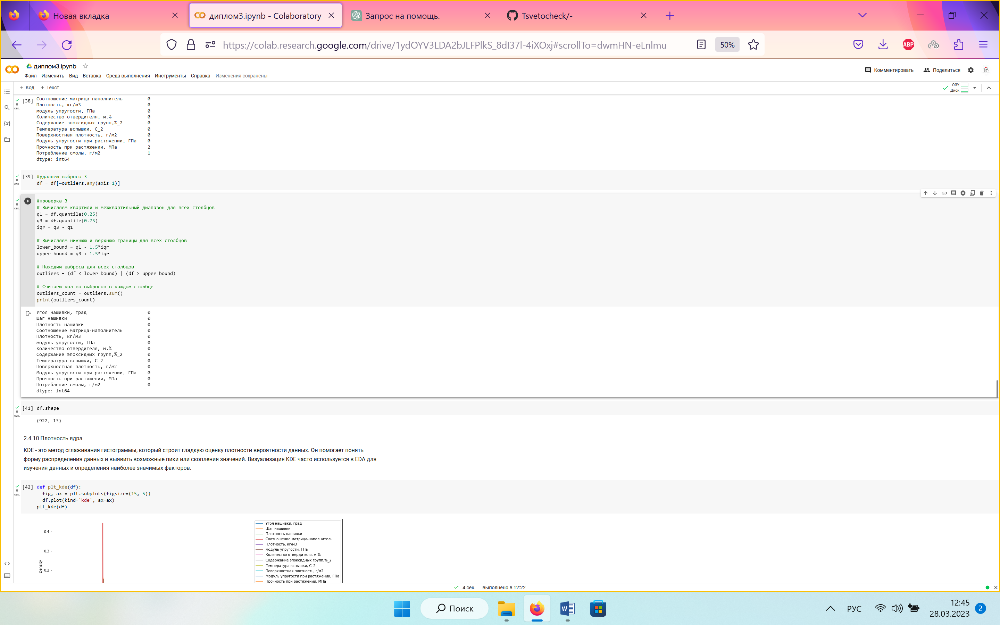 Новая вкладка
диплом3.ipynb - Colaboratory
Запрос на помощь.
Tsvetocheck/-
https://colab.research.google.com/drive/1ydOYV3LDA2bJLFPlkS_8dI37l-4iXOxj#scrollTo=dwmHN-eLnlmu
50%
ABP
диплом3.ipynb
Файл Изменить Вид Вставка Среда выполнения Инструменты Справка Изменения сохранены
Комментировать Поделиться
+ Код + Текст
ОЗУ
Диск
[38] Соотношение матрица-наполнитель 0
0 сек.
Плотность, кг/м3 0
модуль упругости, ГПа 0
Количество отвердителя, м.% 0
Содержание эпоксидных групп,%_2 0
Температура вспышки, С_2 0
Поверхностная плотность, г/м2 0
Модуль упругости при растяжении, ГПа 0
Прочность при растяжении, МПа 2
Потребление смолы, г/м2 1
dtype: int64
[39] #удаляем выбросы 3
0 сек.
df = df[~outliers.any(axis=1)]
#проверка 3
0 сек.
# Вычисляем квартили и межквартильный диапазон для всех столбцов
q1 = df.quantile(0.25)
q3 = df.quantile(0.75)
iqr = q3 - q1
# Вычисляем нижнюю и верхнюю границы для всех столбцов
lower_bound = q1 - 1.5*iqr
upper_bound = q3 + 1.5*iqr
# Находим выбросы для всех столбцов
outliers = (df < lower_bound) | (df > upper_bound)
# Считаем кол-во выбросов в каждом столбце
outliers_count = outliers.sum()
print(outliers_count)
Угол нашивки, град 0
Шаг нашивки 0
Плотность нашивки 0
Соотношение матрица-наполнитель 0
Плотность, кг/м3 0
модуль упругости, ГПа 0
Количество отвердителя, м.% 0
Содержание эпоксидных групп,%_2 0
Температура вспышки, С_2 0
Поверхностная плотность, г/м2 0
Модуль упругости при растяжении, ГПа 0
Прочность при растяжении, МПа 0
Потребление смолы, г/м2 0
dtype: int64
[41] df.shape
0 сек.
(922, 13)
2.4.10 Плотность ядра
KDE - это метод сглаживания гистограммы, который строит гладкую оценку плотности вероятности данных. Он помогает понять
форму распределения данных и выявить возможные пики или скопления значений. Визуализация KDE часто используется в EDA для
изучения данных и определения наиболее значимых факторов.
[42] def plt_kde(df):
0 сек.
fig, ax = plt.subplots(figsize=(15, 5))
df.plot(kind='kde', ax=ax)
plt_kde(df)
0.4
0.3
0.2
Density
Угол нашивки, град
Шаг нашивки
Плотность нашивки
Соотношение матрица-наполнитель
Плотность, кг/м3
модуль упругости, ГПа
Количество отвердителя, м.%
Содержание эпоксидных групп,%_2
Температура вспышки, С_2
Поверхностная плотность, г/м2
Модуль упругости при растяжении, ГПа
Прочность при растяжении, МПа
4 сек. выполнено в 12:22
Поиск
РУС
12:45
28.03.2023
2